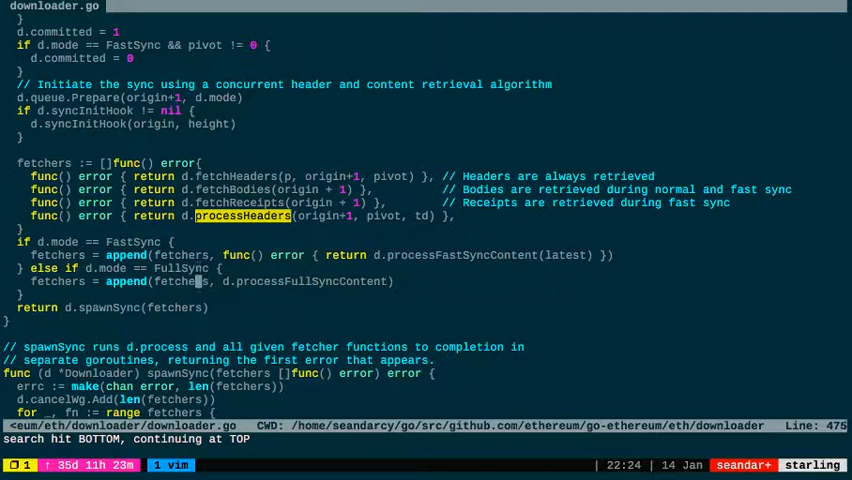 downloader.go
}
d.committed = 1
if d.mode == FastSync && pivot != 0 {
d.committed = 0
}
// Initiate the sync using a concurrent header and content retrieval algorithm
d.queue.Prepare(origin+1, d.mode)
if d.syncInitHook != nil {
d.syncInitHook(origin, height)
}
fetchers := []func() error{
func() error { return d.fetchHeaders(p, origin+1, pivot) }, // Headers are always retrieved
func() error { return d.fetchBodies(origin + 1) }, // Bodies are retrieved during normal and fast sync
func() error { return d.fetchReceipts(origin + 1) }, // Receipts are retrieved during fast sync
func() error { return d.processHeaders(origin+1, pivot, td) },
}
if d.mode == FastSync {
fetchers = append(fetchers, func() error { return d.processFastSyncContent(latest) })
} else if d.mode == FullSync {
fetchers = append(fetchers, d.processFullSyncContent)
}
return d.spawnSync(fetchers)
}
// spawnSync runs d.process and all given fetcher functions to completion in
// separate goroutines, returning the first error that appears.
func (d *Downloader) spawnSync(fetchers []func() error) error {
errc := make(chan error, len(fetchers))
d.cancelWg.Add(len(fetchers))
for _, fn := range fetchers {
<eum/eth/downloader/downloader.go CWD: /home/seandarcy/go/src/github.com/ethereum/go-ethereum/eth/downloader Line: 475
search hit BOTTOM, continuing at TOP
1 ↑ 35d 11h 23m 1 vim | 22:24 | 14 Jan seandar+ starling